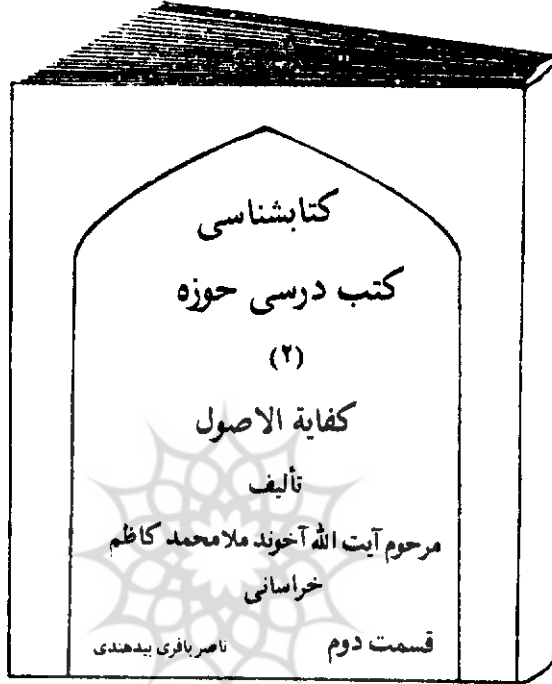 کتابشناسی
کتب درسی حوزه
(۲)
کفایة الاصول
تألیف
مرحوم آیت الله آخوند ملامحمد کاظم
خراسانی
قسمت دوم ناصر باقری بیدهندی